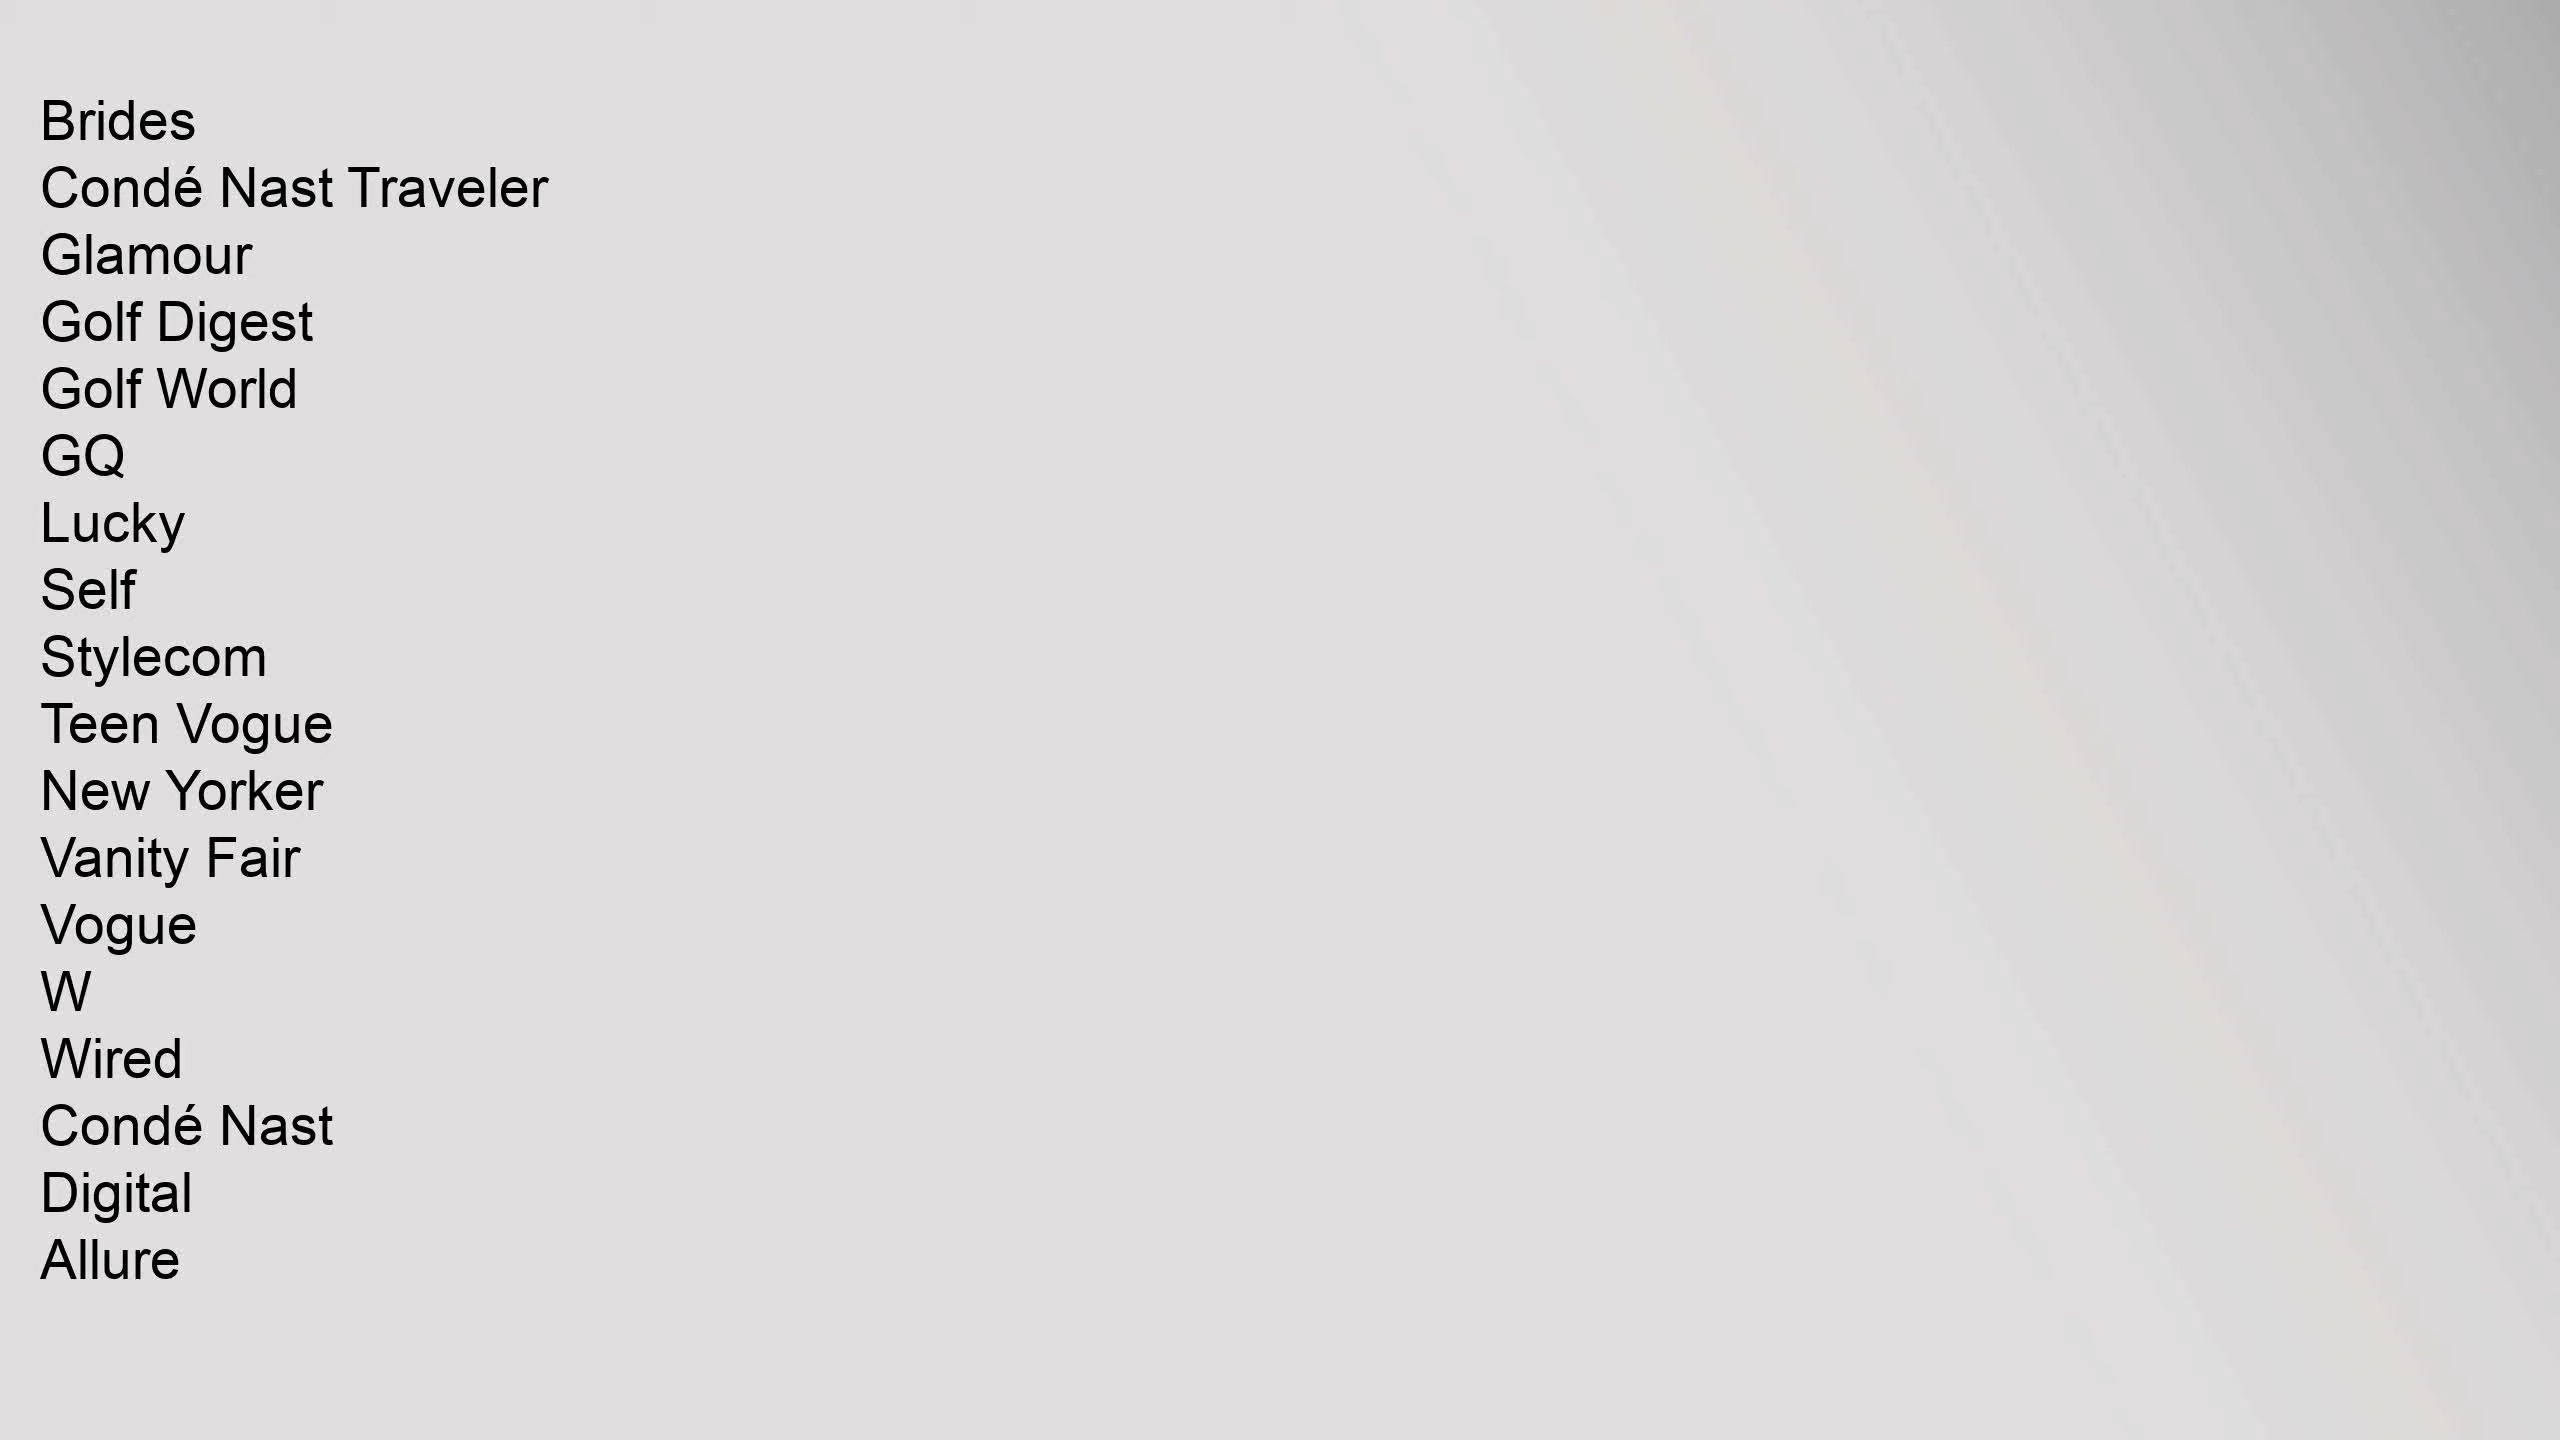 Brides
Condé Nast Traveler
Glamour
Golf Digest
Golf World
GQ
Lucky
Self
Stylecom
Teen Vogue
New Yorker
Vanity Fair
Vogue
W
Wired
Condé Nast
Digital
Allure